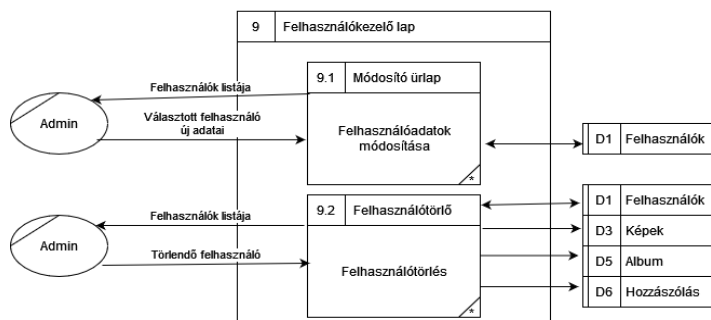 9 Felhasználókezelő lap
9.1 Módosító ürlap
Felhasználók listája
Admin
Választott felhasználó
új adatai
Felhasználóadatok
módosítása
*
D1 Felhasználók
9.2 Felhasználótörlő
Felhasználók listája
Admin
Törlendő felhasználó
Felhasználótörlés
*
D1 Felhasználók
D3 Képek
D5 Album
D6 Hozzászólás